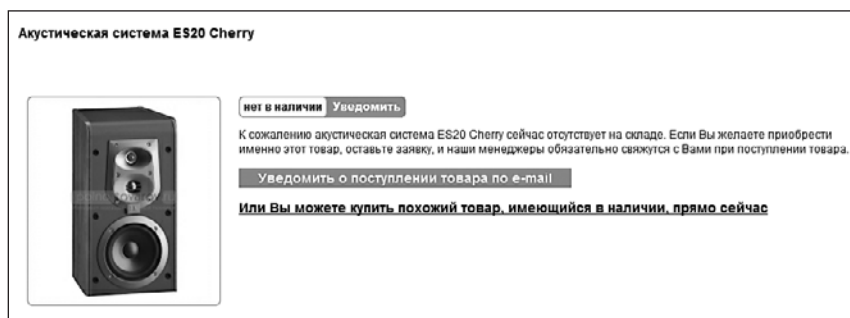 Акустическая система ES20 Cherry
нет в наличии Уведомить
К сожалению акустическая система ES20 Cherry сейчас отсутствует на складе. Если Вы желаете приобрести
именно этот товар, оставьте заявку, и наши менеджеры обязательно свяжутся с Вами при поступлении товара.
Уведомить о поступлении товара по e-mail
Или Вы можете купить похожий товар, имеющийся в наличии, прямо сейчас